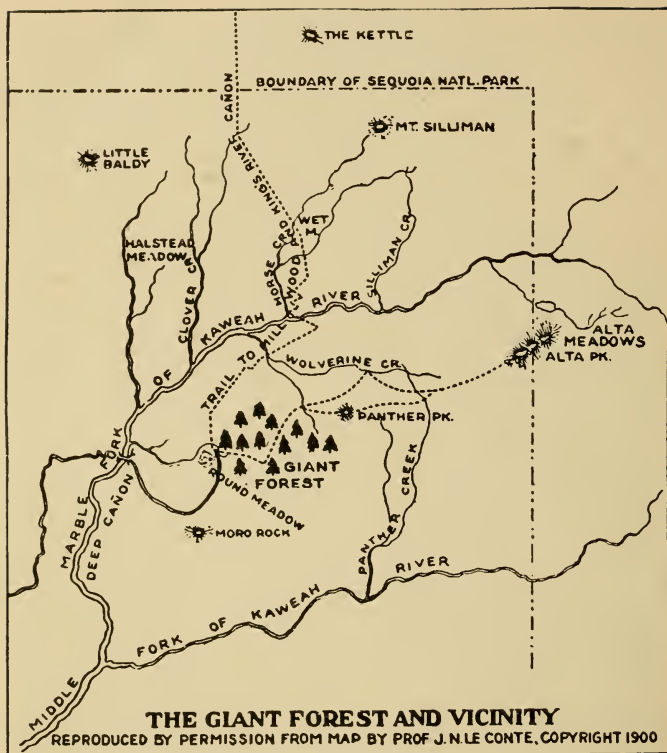 THE KETTLE
BOUNDARY OF SEQUOIA NATL. PARK
CAÑON
KINGS RIVER
MT. SILLIMAN
LITTLE BALDY
WET M.
HALSTEAD MEADOW
CLOVER CR.
HORSE CR.
SILLIMAN CR.
MARBLE FORK OF KAWEAH RIVER
TRAIL TO MILLWOOD
ALTA MEADOWS
ALTA PK.
WOLVERINE CR.
PANTHER PK.
GIANT FOREST
ROUND MEADOW
DEEP CAÑON
MORO ROCK
PANTHER CREEK
MIDDLE FORK OF KAWEAH RIVER
THE GIANT FOREST AND VICINITY
REPRODUCED BY PERMISSION FROM MAP BY PROF J.N. LE CONTE, COPYRIGHT 1900